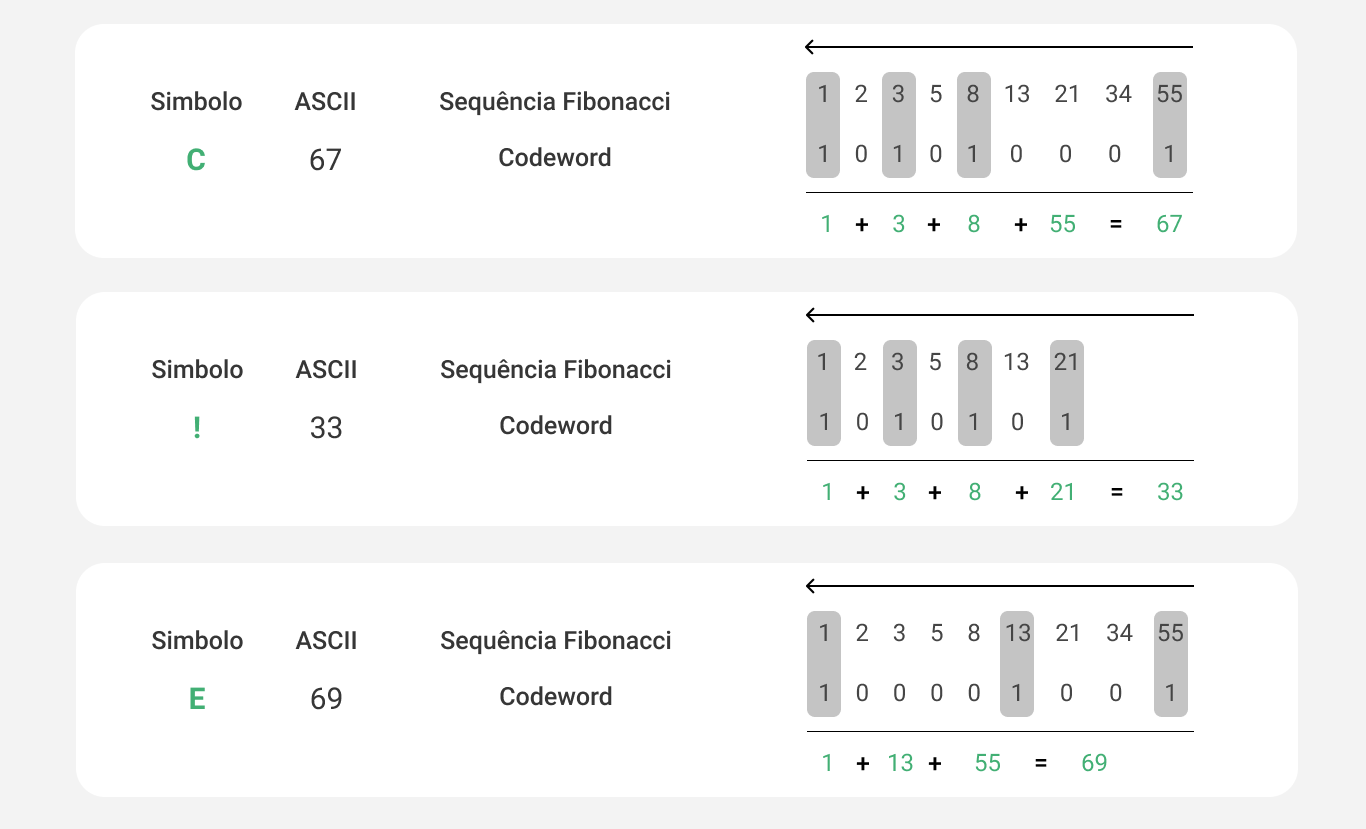 Simbolo ASCII Sequência Fibonacci 1 2 3 5 8 13 21 34 55
C 67 Codeword 1 0 1 0 1 0 0 0 1
1 + 3 + 8 + 55 = 67
Simbolo ASCII Sequência Fibonacci 1 2 3 5 8 13 21
! 33 Codeword 1 0 1 0 1 0 1
1 + 3 + 8 + 21 = 33
Simbolo ASCII Sequência Fibonacci 1 2 3 5 8 13 21 34 55
E 69 Codeword 1 0 0 0 0 1 0 0 1
1 + 13 + 55 = 69